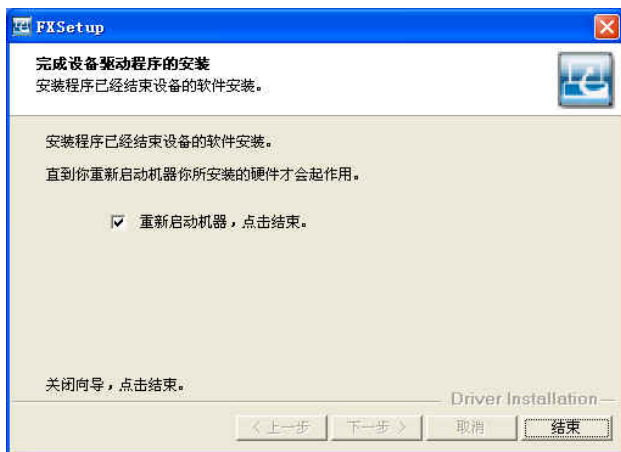 FXSetup
完成设备驱动程序的安装
安装程序已经结束设备的软件安装。
安装程序已经结束设备的软件安装。
直到你重新启动机器你所安装的硬件才会起作用。
重新启动机器，点击结束。
关闭向导，点击结束。
Driver Installation
< 上一步 下一步 > 取消 结束